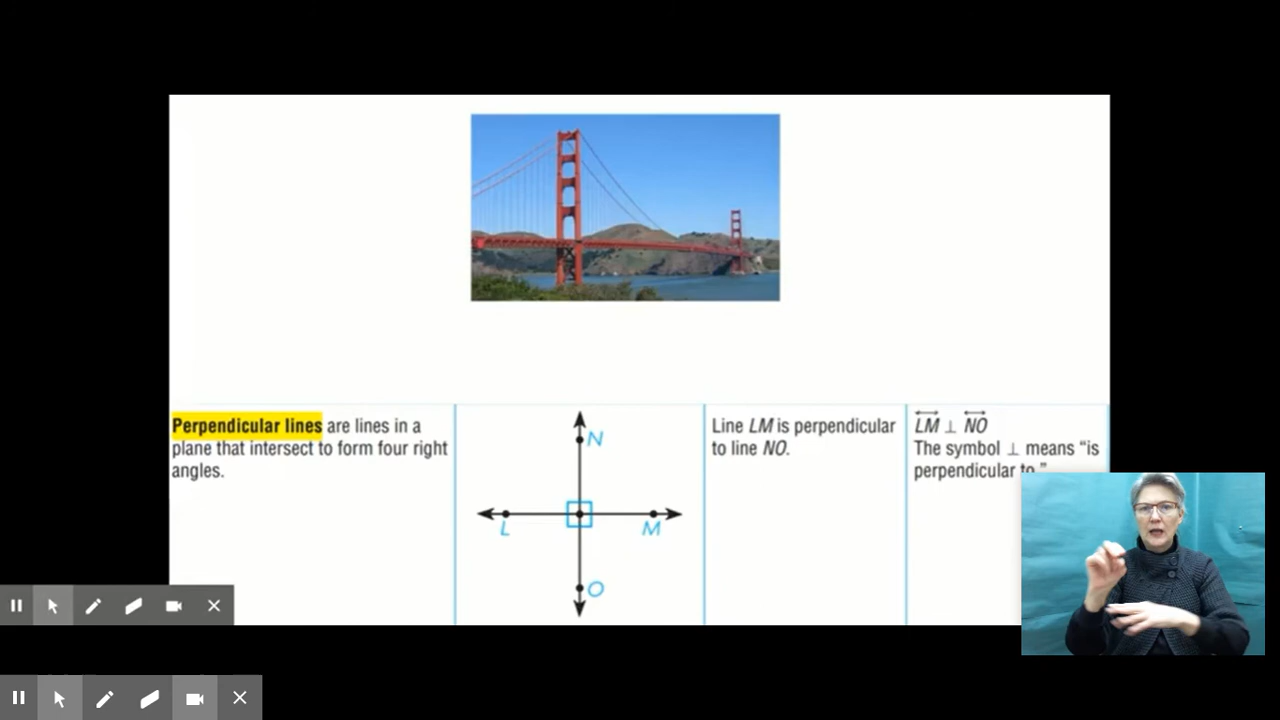 Perpendicular lines are lines in a
plane that intersect to form four right
angles.
N
L
M
O
Line LM is perpendicular
to line NO.
LM ⊥ NO
The symbol ⊥ means “is
perpendicular to.”